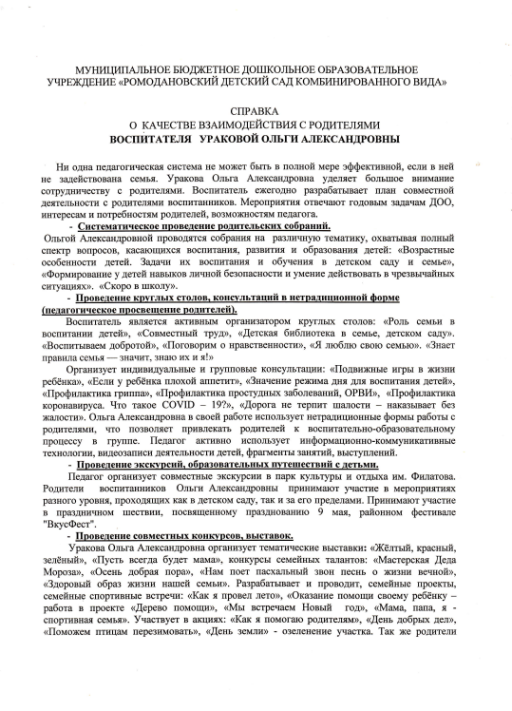 МУНИЦИПАЛЬНОЕ БЮДЖЕТНОЕ ДОШКОЛЬНОЕ ОБРАЗОВАТЕЛЬНОЕ
УЧРЕЖДЕНИЕ «РОМОДАНОВСКИЙ ДЕТСКИЙ САД КОМБИНИРОВАННОГО ВИДА»
СПРАВКА
О КАЧЕСТВЕ ВЗАИМОДЕЙСТВИЯ С РОДИТЕЛЯМИ
ВОСПИТАТЕЛЯ УРАКОВОЙ ОЛЬГИ АЛЕКСАНДРОВНЫ
Ни одна педагогическая система не может быть в полной мере эффективной, если в ней
не задействована семья. Уракова Ольга Александровна уделяет большое внимание
сотрудничеству с родителями. Воспитатель ежегодно разрабатывает план совместной
деятельности с родителями воспитанников. Мероприятия отвечают годовым задачам ДОО,
интересам и потребностям родителей, возможностям педагога.
- Систематическое проведение родительских собраний.
Ольгой Александровной проводятся собрания на различную тематику, охватывая полный
спектр вопросов, касающихся воспитания, развития и образования детей: «Возрастные
особенности детей. Задачи их воспитания и обучения в детском саду и семье»,
«Формирование у детей навыков личной безопасности и умение действовать в чрезвычайных
ситуациях». «Скоро в школу».
- Проведение круглых столов, консультаций в нетрадиционной форме
(педагогическое просвещение родителей).
Воспитатель является активным организатором круглых столов: «Роль семьи в
воспитании детей», «Совместный труд», «Детская библиотека в семье, детском саду».
«Воспитываем добротой», «Поговорим о нравственности», «Я люблю свою семью». «Знает
правила семья — значит, знаю их и я!»
Организует индивидуальные и групповые консультации: «Подвижные игры в жизни
ребёнка», «Если у ребёнка плохой аппетит», «Значение режима дня для воспитания детей»,
«Профилактика гриппа», «Профилактика простудных заболеваний, ОРВИ», «Профилактика
коронавируса. Что такое COVID – 19?», «Дорога не терпит шалости – наказывает без
жалости». Ольга Александровна в своей работе использует нетрадиционные формы работы с
родителями, что позволяет привлекать родителей к воспитательно-образовательному
процессу в группе. Педагог активно использует информационно-коммуникативные
технологии, видеозаписи деятельности детей, фрагменты занятий, выступлений.
- Проведение экскурсий, образовательных путешествий с детьми.
Педагог организует совместные экскурсии в парк культуры и отдыха им. Филатова.
Родители воспитанников Ольги Александровны принимают участие в мероприятиях
разного уровня, проходящих как в детском саду, так и за его пределами. Принимают участие
в праздничном шествии, посвященному празднованию 9 мая, районном фестивале
"ВкусФест".
- Проведение совместных конкурсов, выставок.
Уракова Ольга Александровна организует тематические выставки: «Жёлтый, красный,
зелёный», «Пусть всегда будет мама», конкурсы семейных талантов: «Мастерская Деда
Мороза», «Осень добрая пора», «Нам поет пасхальный звон песнь о жизни вечной»,
«Здоровый образ жизни нашей семьи». Разрабатывает и проводит, семейные проекты,
семейные спортивные встречи: «Как я провел лето», «Оказание помощи своему ребёнку –
работа в проекте «Дерево помощи», «Мы встречаем Новый год», «Мама, папа, я -
спортивная семья». Участвует в акциях: «Как я помогаю родителям», «День добрых дел»,
«Поможем птицам перезимовать», «День земли» - озеленение участка. Так же родители